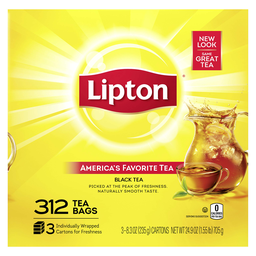 NEW
LOOK
SAME
GREAT
TEA
Lipton
AMERICA'S FAVORITE TEA
BLACK TEA
PICKED AT THE PEAK OF FRESHNESS.
NATURALLY SMOOTH TASTE.
312 TEA
BAGS
3 Individually Wrapped
Cartons for Freshness
0
3-8.3 OZ (235g) CARTONS NET WT 24.9 OZ (1.55 lb) 705 g